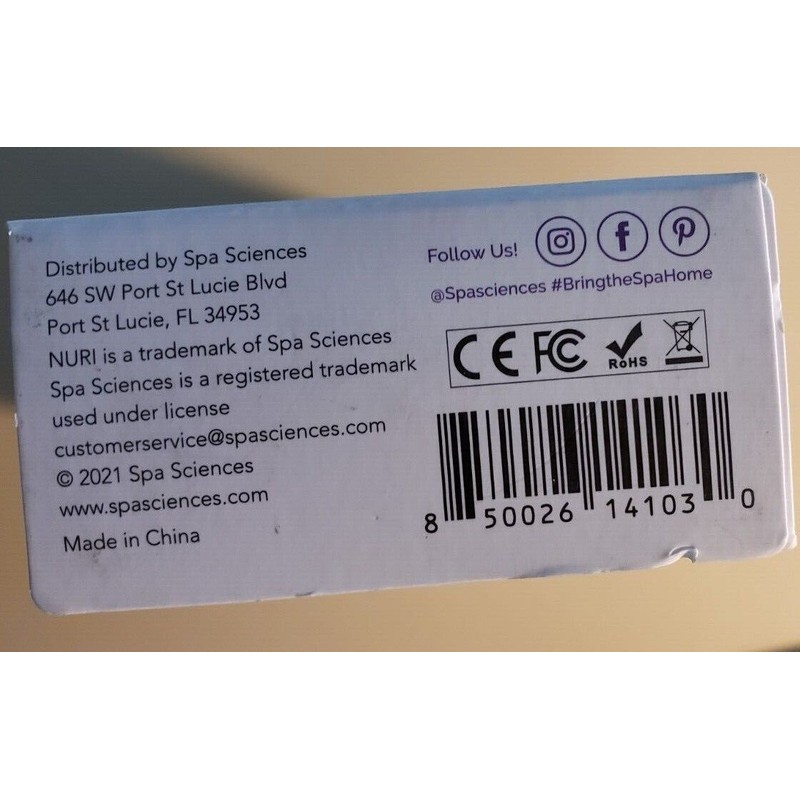 Distributed by Spa Sciences
646 SW Port St Lucie Blvd
Port St Lucie, FL 34953
NURI is a trademark of Spa Sciences
Spa Sciences is a registered trademark
used under license
customerservice@spasciences.com
© 2021 Spa Sciences
www.spasciences.com
Made in China
Follow Us!
@Spasciences #BringtheSpaHome
CE FC RoHS
8 50026 14103 0